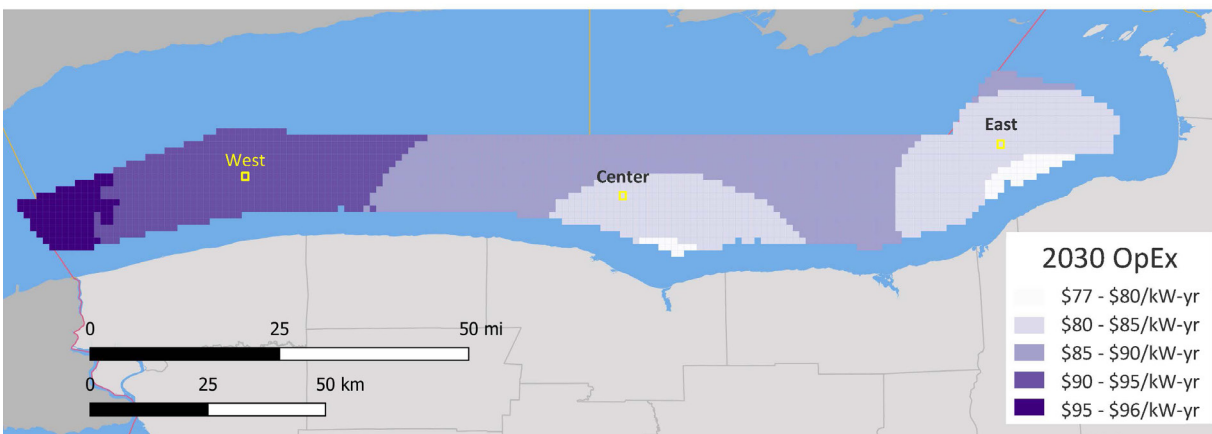 East
West
Center
2030 OpEx
$77 - $80/kW-yr
$80 - $85/kW-yr
$85 - $90/kW-yr
$90 - $95/kW-yr
$95 - $96/kW-yr
0 25 50 mi
0 25 50 km